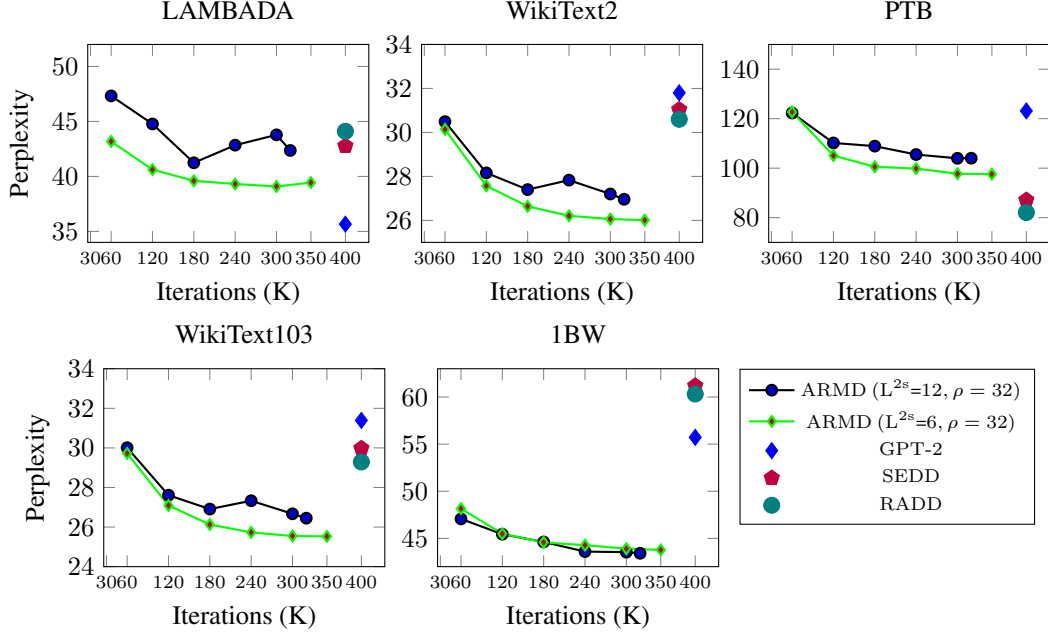 LAMBADA
WikiText2
PTB
Perplexity
50
45
40
35
34
32
30
28
26
140
120
100
80
3060 120 180 240 300 350 400
3060 120 180 240 300 350 400
3060 120 180 240 300 350 400
Iterations (K)
Iterations (K)
Iterations (K)
WikiText103
1BW
Perplexity
34
32
30
28
26
24
60
55
50
45
3060 120 180 240 300 350 400
3060 120 180 240 300 350 400
Iterations (K)
Iterations (K)
ARMD (L²ˢ=12, ρ = 32)
ARMD (L²ˢ=6, ρ = 32)
GPT-2
SEDD
RADD